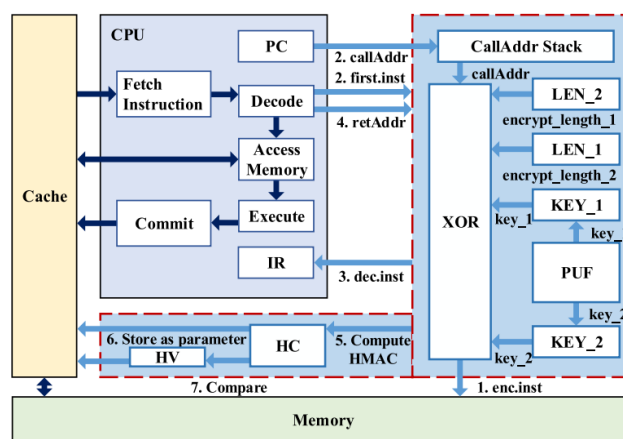 CPU
PC
2. callAddr
CallAddr Stack
callAddr
Fetch
Instruction
Decode
2. first.inst
4. retAddr
LEN_2
encrypt_length_1
LEN_1
encrypt_length_2
Access
Memory
Cache
Commit
Execute
XOR
key_1
KEY_1
key_
IR
3. dec.inst
PUF
key_2
6. Store as parameter
HC
5. Compute
HMAC
HV
key_2
KEY_2
7. Compare
1. enc.inst
Memory